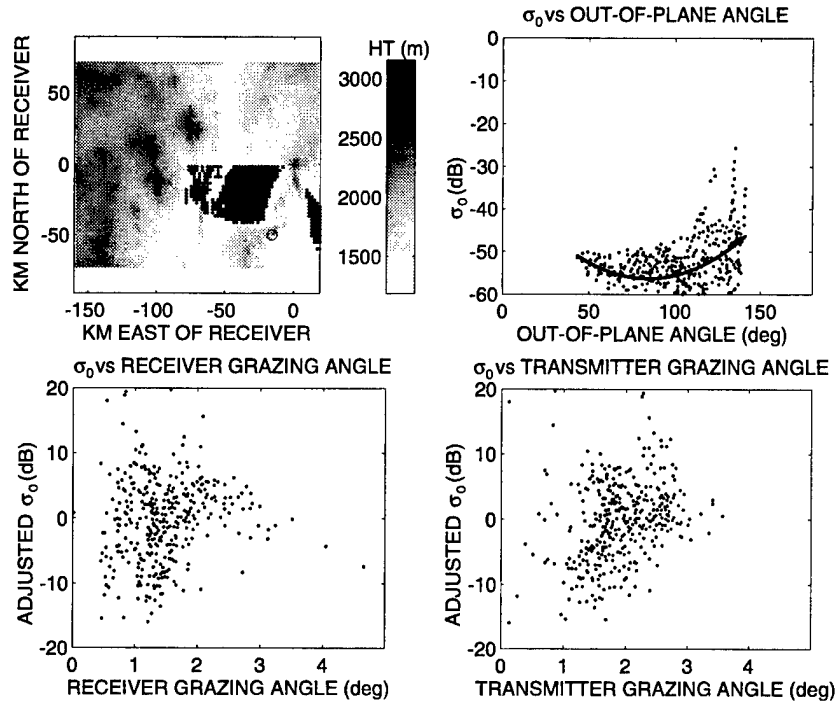 HT (m)
3000
2500
2000
1500
KM NORTH OF RECEIVER
50
0
-50
-150 -100 -50 0
KM EAST OF RECEIVER
σ₀ vs OUT-OF-PLANE ANGLE
σ₀ (dB)
0
-10
-20
-30
-40
-50
-60
0 50 100 150
OUT-OF-PLANE ANGLE (deg)
σ₀ vs RECEIVER GRAZING ANGLE
ADJUSTED σ₀ (dB)
20
10
0
-10
-20
0 1 2 3 4
RECEIVER GRAZING ANGLE (deg)
σ₀ vs TRANSMITTER GRAZING ANGLE
ADJUSTED σ₀ (dB)
20
10
0
-10
-20
0 1 2 3 4
TRANSMITTER GRAZING ANGLE (deg)